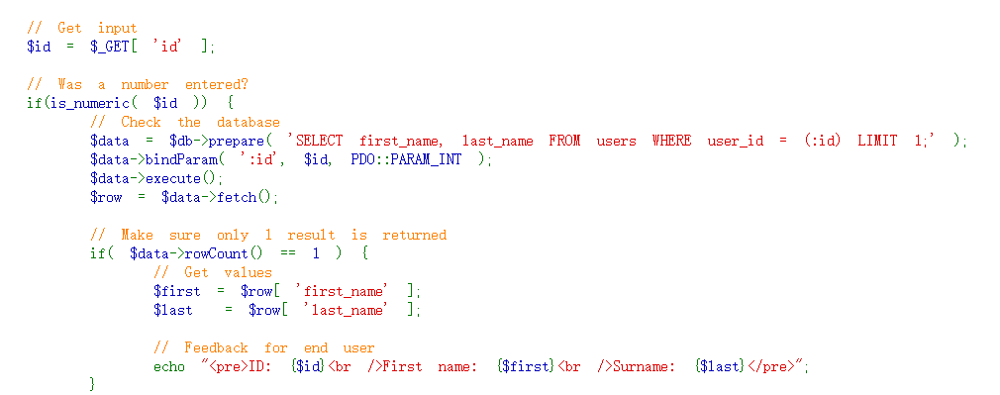 // Get input
$id = $_GET[ 'id' ];
// Was a number entered?
if(is_numeric( $id )) {
// Check the database
$data = $db->prepare( 'SELECT first_name, last_name FROM users WHERE user_id = (:id) LIMIT 1;' );
$data->bindParam( ':id', $id, PDO::PARAM_INT );
$data->execute();
$row = $data->fetch();
// Make sure only 1 result is returned
if( $data->rowCount() == 1 ) {
// Get values
$first = $row[ 'first_name' ];
$last = $row[ 'last_name' ];
// Feedback for end user
echo "<pre>ID: {$id}<br />First name: {$first}<br />Surname: {$last}</pre>";
}